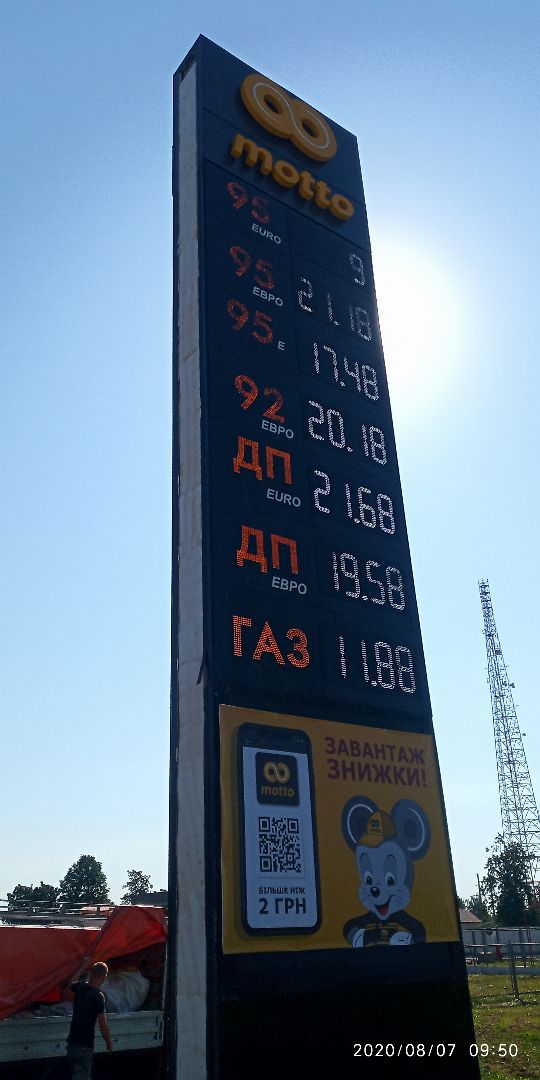 motto
95
EURO
9
95
ЕВРО
21.18
95 Е
17.48
92
ЕВРО
20.18
ДП
EURO
21.68
ДП
ЕВРО
19.58
ГАЗ
11.88
ЗАВАНТАЖ
ЗНИЖКИ!
motto
БІЛЬШЕ НІЖ
2 ГРН
2020/08/07 09:50